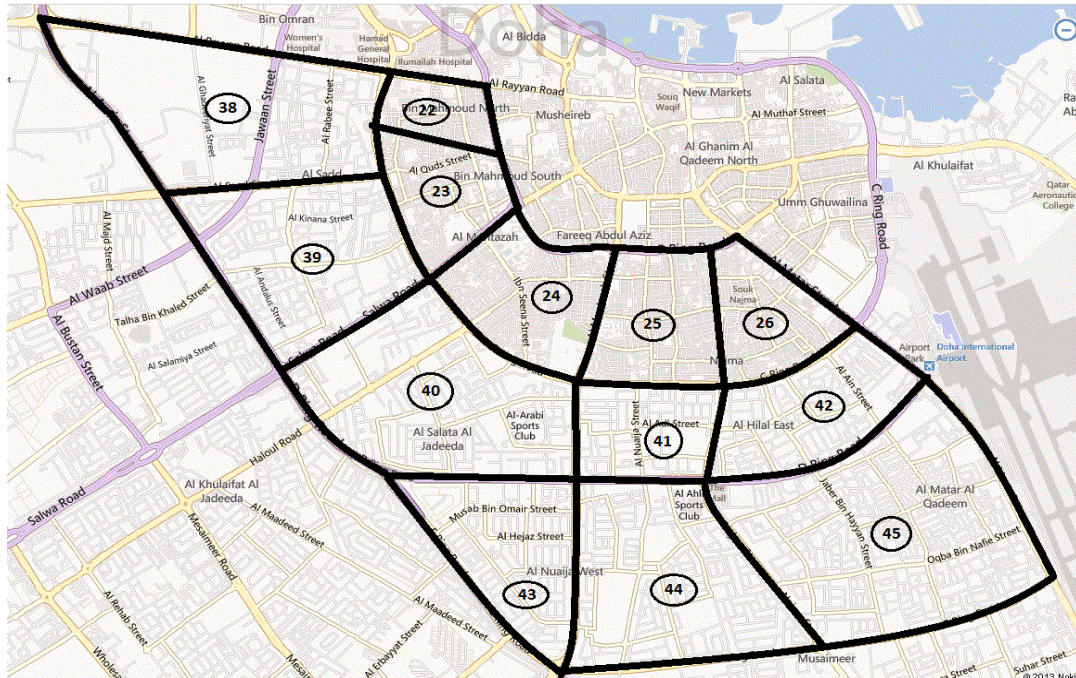 Doha
Bin Omran
Al Bidda
Women's
Hospital
Hamad
General
Hospital
Rumailah Hospital
Al Rayyan Road
New Markets
Al Salata
Souq
Waqif
Al Muthaf Street
Musheireb
38
22
Jawaan Street
Al Rabee Street
Al Ghanim Al
Qadeem North
Al Khulaifat
Al Quds Street
Bin Mahmoud South
Al Sadd
23
Qatar
Aeronautic
College
Umm Ghuwailina
C Ring Road
Al Kinana Street
Al Majd Street
Fareeq Abdul Aziz
39
Al Waab Street
Al Andalus Street
Talha Bin Khaled Street
Ibn Seena Street
24
25
Souk
Najma
26
Najma
Al Bustan Street
Al Salamiya Street
Salwa Road
Airport
Park
Doha International
Airport
Al Ain Street
40
42
Al-Arabi
Sports
Club
Al Nuaija Street
41
Al Hilal East
Al Salata Al
Jadeeda
Haloul Road
D Ring Road
Al Khulaifat Al
Jadeeda
Salwa Road
Al Ahli
Sports
Club
The
Mall
Al Matar Al
Qadeem
Musab Bin Omair Street
Jaber Bin Hayyan Street
Al Maadeed Street
Mesaimeer Road
Al Hejaz Street
45
Oqba Bin Nafie Street
Al Nuaija West
43
44
Al Rehab Street
Al Maadeed Street
Al Erbayyat Street
Musaimeer
Suhar Street